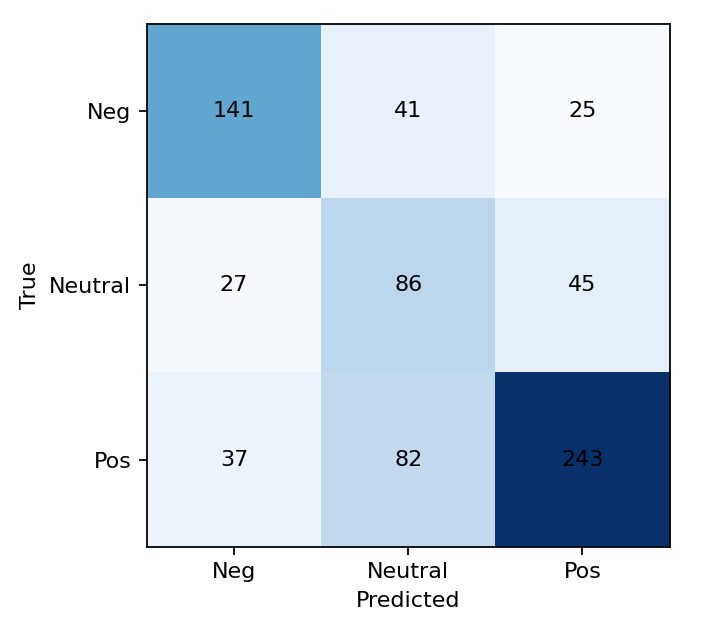 Neg 141 41 25
Neutral 27 86 45
Pos 37 82 243
True
Neg Neutral Pos
Predicted